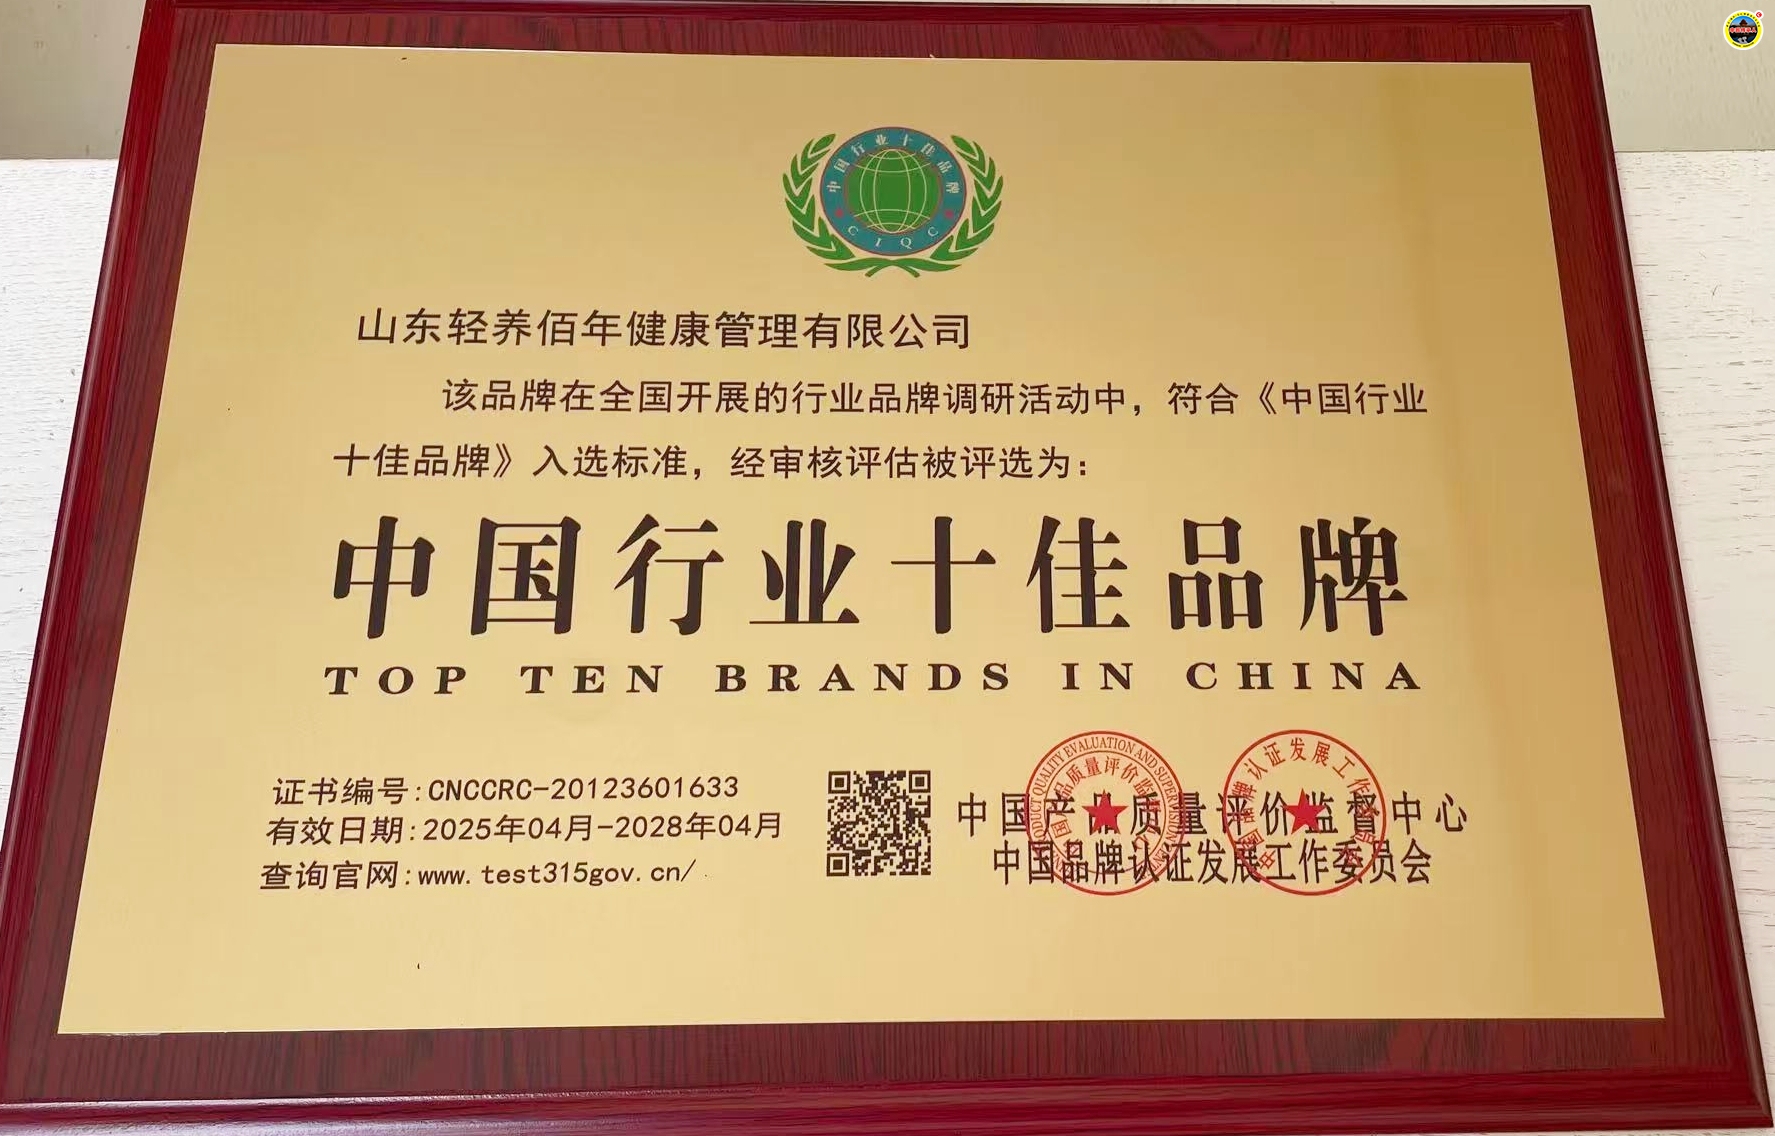 中国行业十佳品牌
CIQC
山东轻养佰年健康管理有限公司
该品牌在全国开展的行业品牌调研活动中，符合《中国行业
十佳品牌》入选标准，经审核评估被评选为：
中国行业十佳品牌
TOP TEN BRANDS IN CHINA
证书编号:CNCCRC-20123601633
有效日期:2025年04月-2028年04月
查询官网:www.test315gov.cn/
中国产品质量评价监督中心
中国品牌认证发展工作委员会